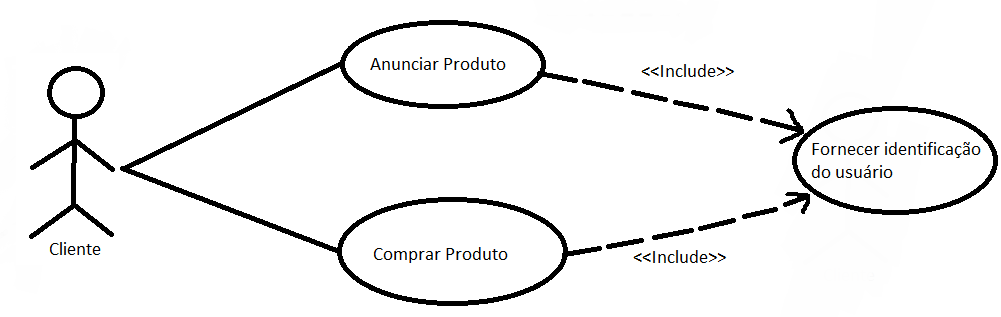 Anunciar Produto
<<Include>>
Fornecer identificação
do usuário
Cliente
Comprar Produto
<<Include>>